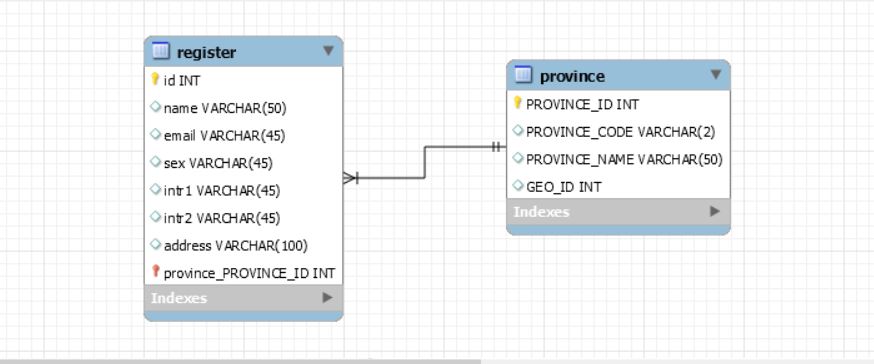 register
id INT
name VARCHAR(50)
email VARCHAR(45)
sex VARCHAR(45)
intr1 VARCHAR(45)
intr2 VARCHAR(45)
address VARCHAR(100)
province_PROVINCE_ID INT
Indexes
province
PROVINCE_ID INT
PROVINCE_CODE VARCHAR(2)
PROVINCE_NAME VARCHAR(50)
GEO_ID INT
Indexes